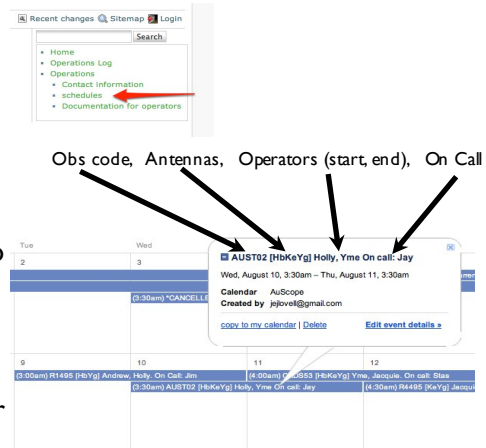 Recent changes Sitemap Login
Search
Home
Operations Log
Operations
Contact information
schedules
Documentation for operators
Obs code, Antennas, Operators (start, end), On Call
Tue Wed
2 3
AUST02 [HbKeYg] Holly, Yme On call: Jay
Wed, August 10, 3:30am – Thu, August 11, 3:30am
Calendar AuScope
Created by jejlovell@gmail.com
copy to my calendar | Delete Edit event details »
(3:30am) *CANCELLE
9 10 11 12
(3:00am) R1495 [HbYg] Andrew, Holly. On Call: Jim
(4:00am) CRDS53 [HbKeYg] Yme, Jacquie. On call: Stas
(3:30am) AUST02 [HbKeYg] Holly, Yme On call: Jay
(4:30am) R4495 [KeYg] Jacqui